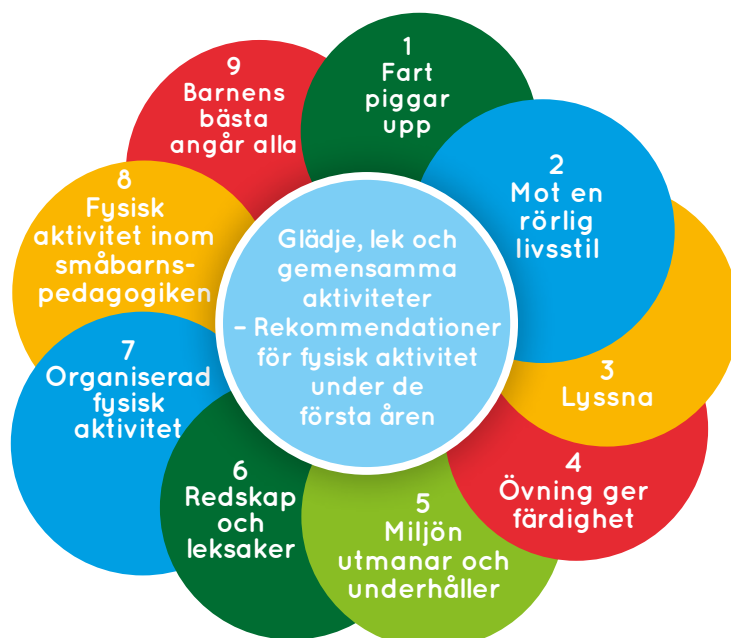 Glädje, lek och
gemensamma
aktiviteter
– Rekommendationer
för fysisk aktivitet
under de
första åren
1
Fart
piggar
upp
2
Mot en
rörlig
livsstil
3
Lyssna
4
Övning ger
färdighet
5
Miljön
utmanar och
underhåller
6
Redskap
och
leksaker
7
Organiserad
fysisk
aktivitet
8
Fysisk
aktivitet inom
småbarns-
pedagogiken
9
Barnens
bästa
angår alla